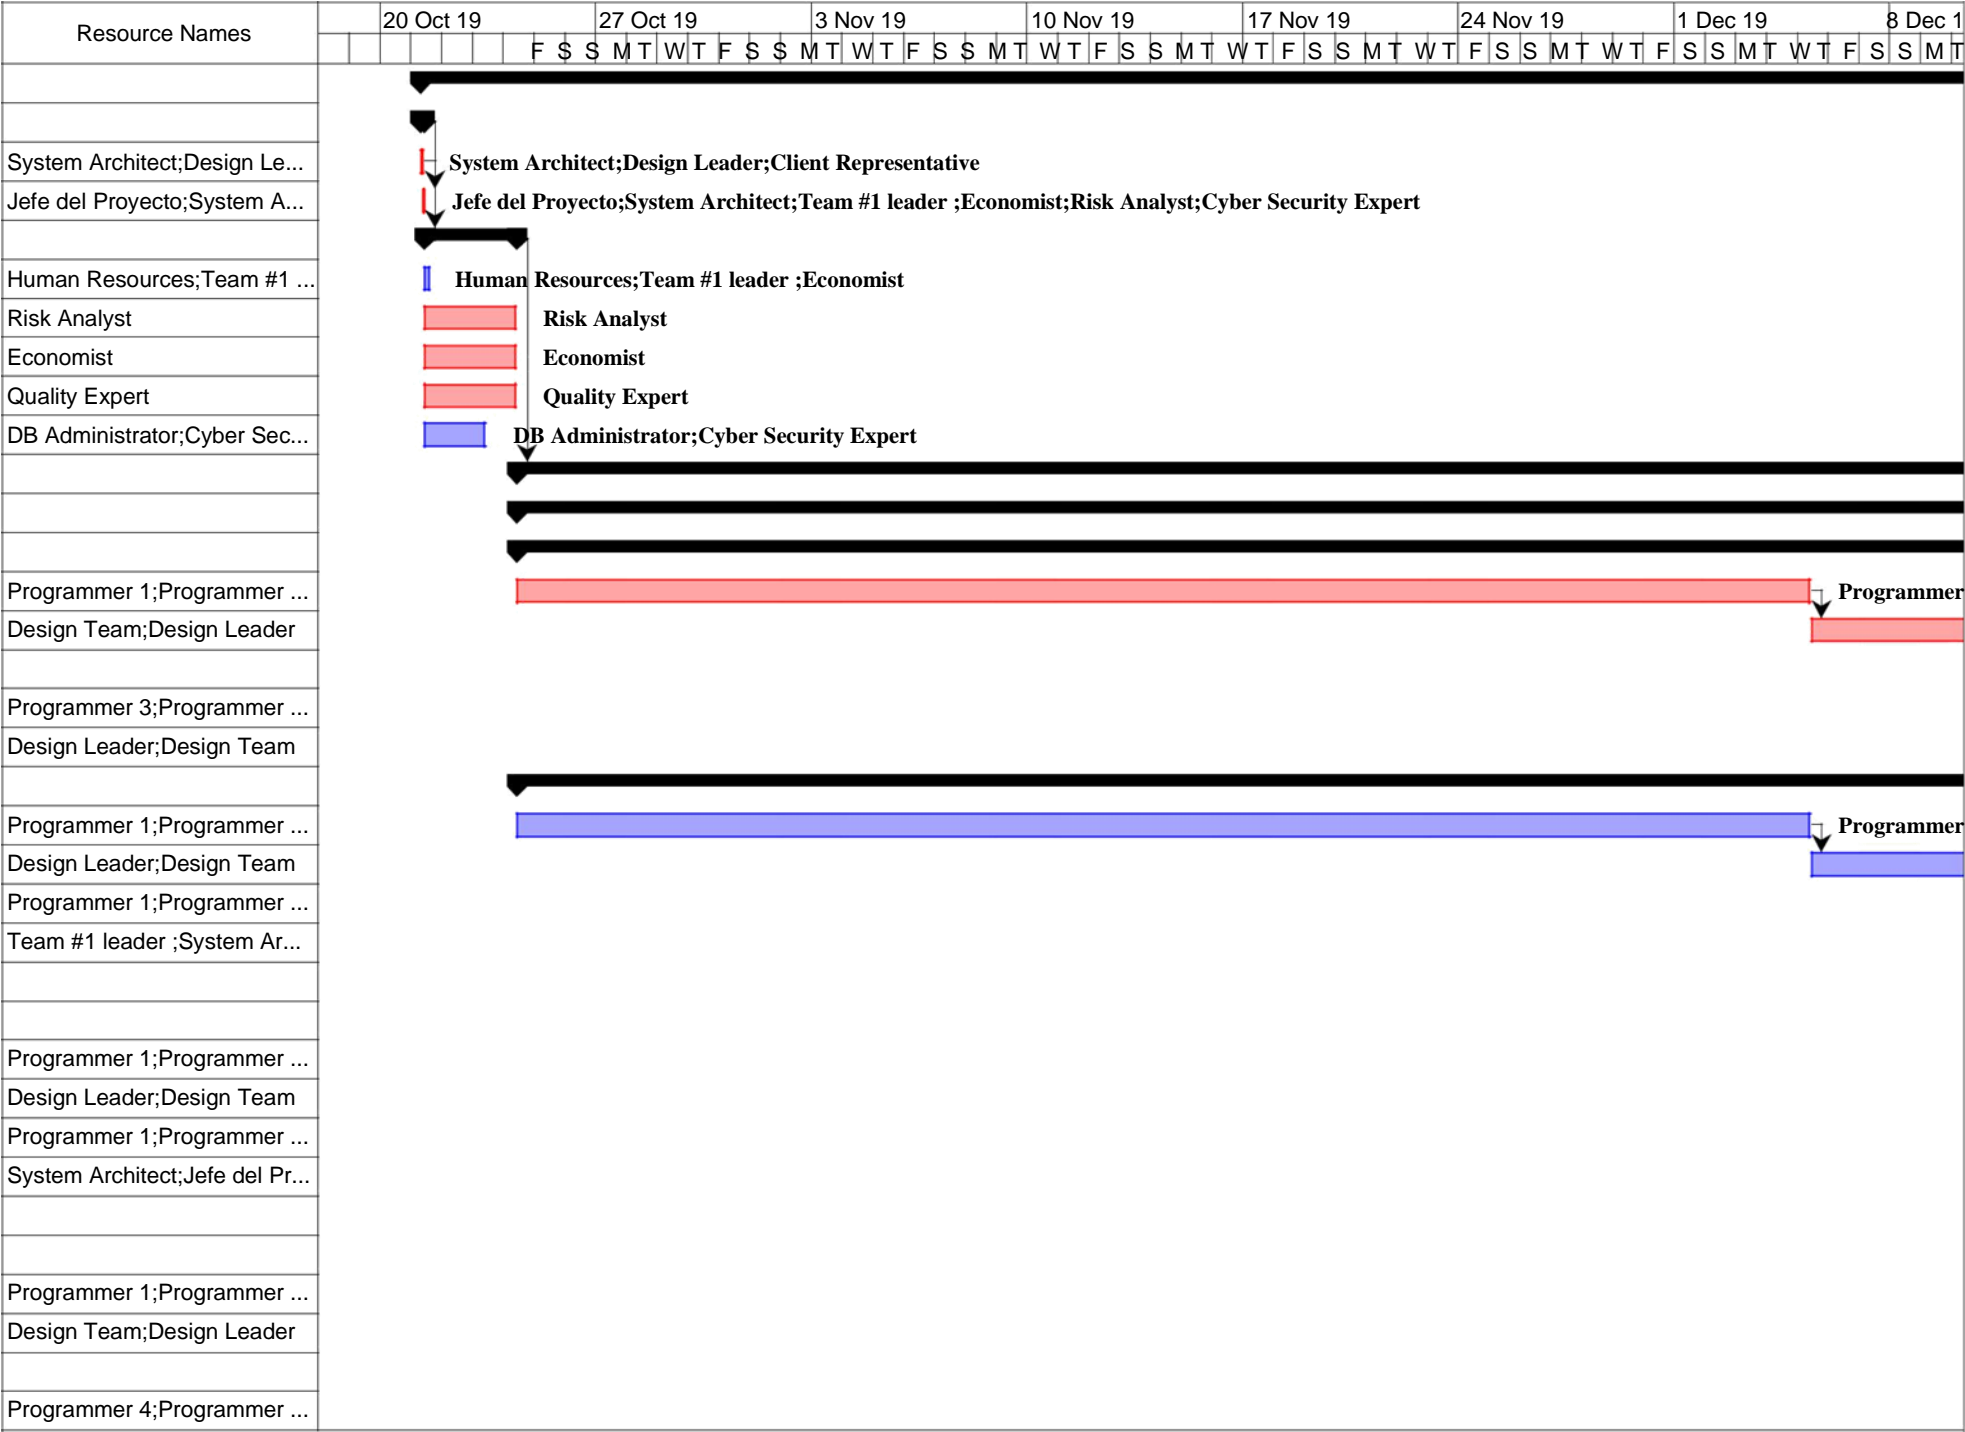 Resource Names
20 Oct 19 27 Oct 19 3 Nov 19 10 Nov 19 17 Nov 19 24 Nov 19 1 Dec 19 8 Dec 1
F S S M T W T F S S M T W T F S S M T W T F S S M T W T F S S M T W T F S S M T W T F S S M T W T F S S M T
System Architect;Design Le... System Architect;Design Leader;Client Representative
Jefe del Proyecto;System A... Jefe del Proyecto;System Architect;Team #1 leader ;Economist;Risk Analyst;Cyber Security Expert
Human Resources;Team #1 ... Human Resources;Team #1 leader ;Economist
Risk Analyst Risk Analyst
Economist Economist
Quality Expert Quality Expert
DB Administrator;Cyber Sec... DB Administrator;Cyber Security Expert
Programmer 1;Programmer ... Programmer
Design Team;Design Leader
Programmer 3;Programmer ...
Design Leader;Design Team
Programmer 1;Programmer ... Programmer
Design Leader;Design Team
Programmer 1;Programmer ...
Team #1 leader ;System Ar...
Programmer 1;Programmer ...
Design Leader;Design Team
Programmer 1;Programmer ...
System Architect;Jefe del Pr...
Programmer 1;Programmer ...
Design Team;Design Leader
Programmer 4;Programmer ...